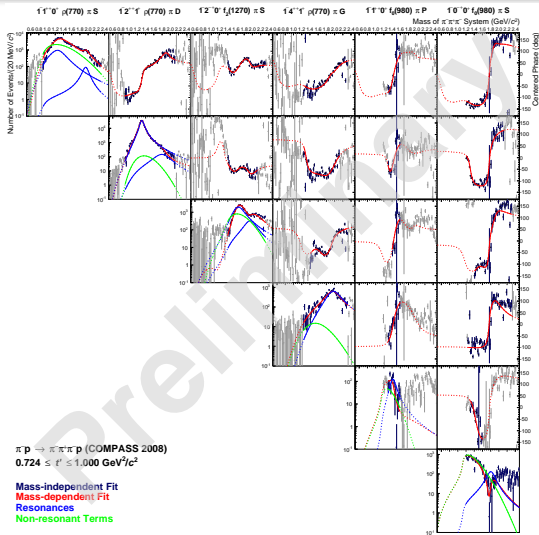 1⁻1⁺⁺0⁺ ρ(770) π S 1⁻2⁺⁺1⁺ ρ(770) π D 1⁻2⁻⁺0⁺ f₂(1270) π S 1⁻4⁺⁺1⁺ ρ(770) π G 1⁻1⁺⁺0⁺ f₀(980) π P 1⁻0⁻⁺0⁺ f₀(980) π S
Mass of π⁻π⁺π⁻ System (GeV/c²)
Number of Events / (20 MeV/c²)
Centered Phase (deg)
Preliminary
π⁻p → π⁻π⁺π⁻p (COMPASS 2008)
0.724 ≤ t' ≤ 1.000 GeV²/c²
Mass-independent Fit
Mass-dependent Fit
Resonances
Non-resonant Terms